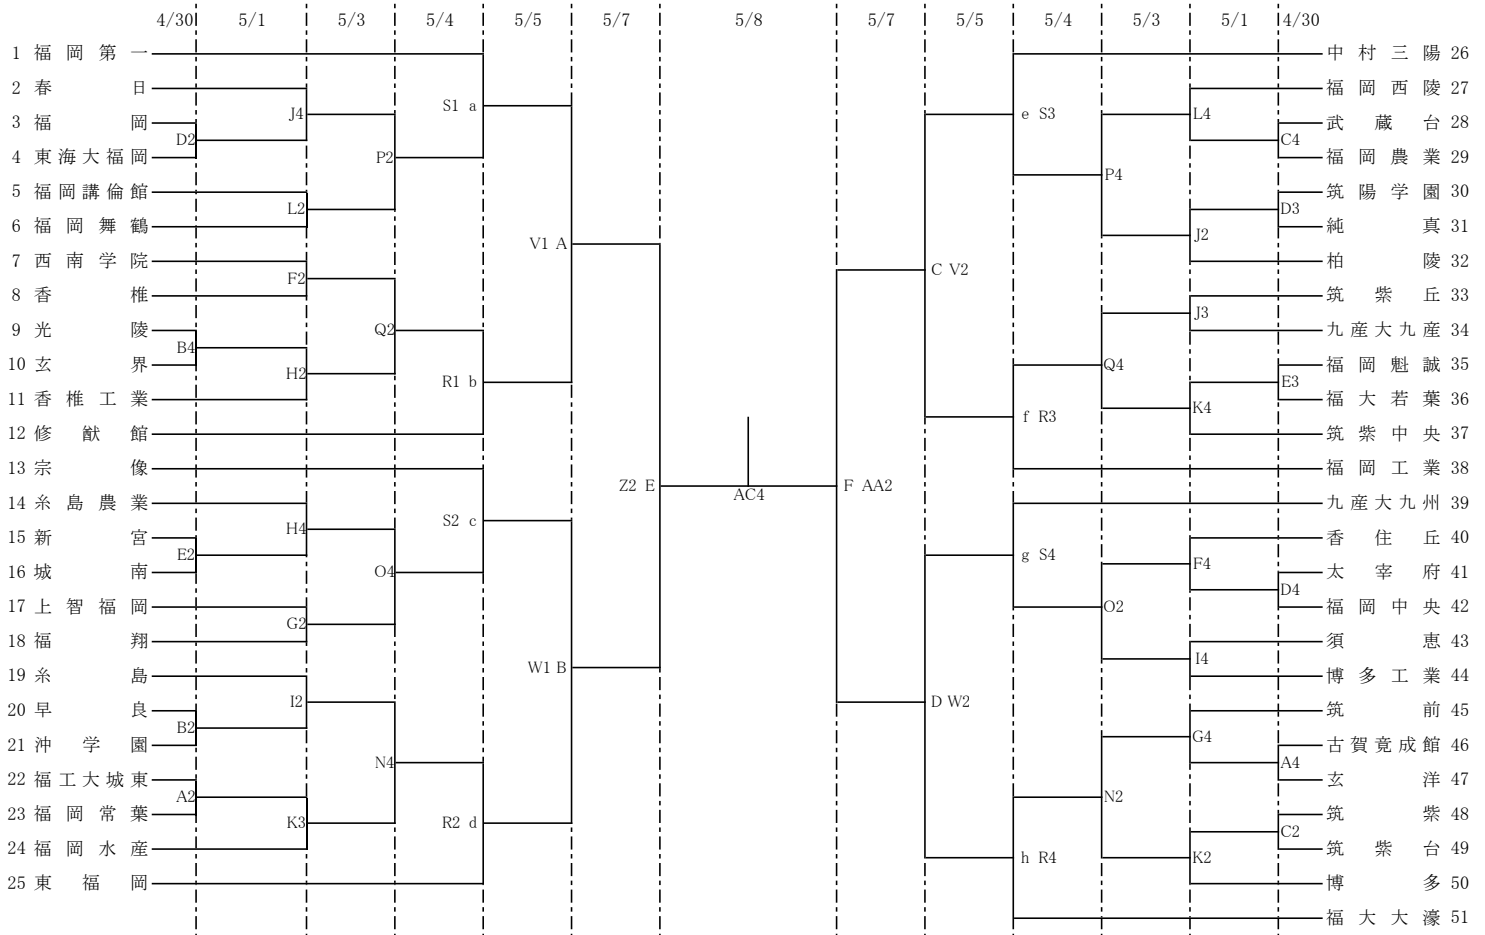 4/30 5/1 5/3 5/4 5/5 5/7 5/8 5/7 5/5 5/4 5/3 5/1 4/30
1 福岡第一
2 春日
3 福岡
4 東海大福岡
5 福岡講倫館
6 福岡舞鶴
7 西南学院
8 香椎
9 光陵
10 玄界
11 香椎工業
12 修猷館
13 宗像
14 糸島農業
15 新宮
16 城南
17 上智福岡
18 福翔
19 糸島
20 早良
21 沖学園
22 福工大城東
23 福岡常葉
24 福岡水産
25 東福岡
D2
B4
E2
B2
A2
J4
L2
F2
H2
H4
G2
I2
K3
P2
Q2
O4
N4
S1 a
R1 b
S2 c
R2 d
V1 A
W1 B
Z2 E
AC4
F AA2
C V2
D W2
e S3
f R3
g S4
h R4
P4
Q4
O2
N2
L4
J2
J3
K4
F4
I4
G4
K2
C4
D3
E3
D4
A4
C2
中村三陽 26
福岡西陵 27
武蔵台 28
福岡農業 29
筑陽学園 30
純真 31
柏陵 32
筑紫丘 33
九産大九産 34
福岡魁誠 35
福大若葉 36
筑紫中央 37
福岡工業 38
九産大九州 39
香住丘 40
太宰府 41
福岡中央 42
須恵 43
博多工業 44
筑前 45
古賀竟成館 46
玄洋 47
筑紫 48
筑紫台 49
博多 50
福大大濠 51